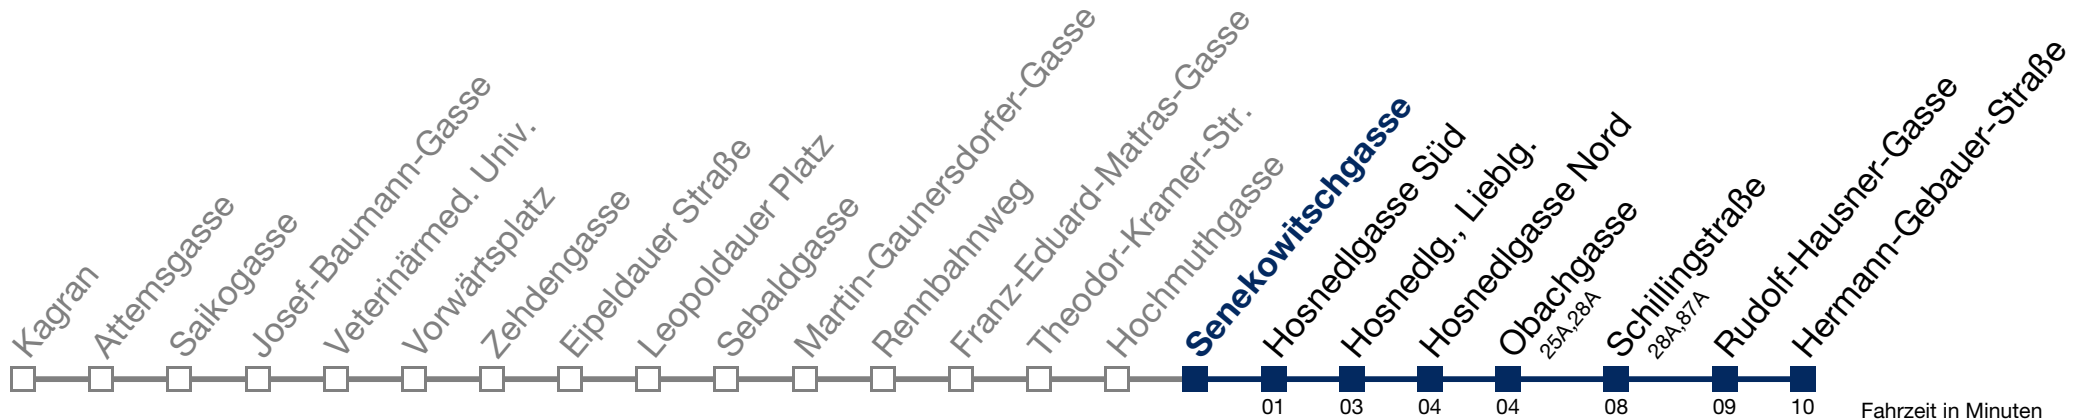 Kagran
Attemsgasse
Saikogasse
Josef-Baumann-Gasse
Veterinärmed. Univ.
Vorwärtsplatz
Zehdengasse
Eipeldauer Straße
Leopoldauer Platz
Sebaldgasse
Martin-Gaunersdorfer-Gasse
Rennbahnweg
Franz-Eduard-Matras-Gasse
Theodor-Kramer-Str.
Hochmuthgasse
Senekowitschgasse
Hosnedlgasse Süd
Hosnedlg., Lieblg.
Hosnedlgasse Nord
Obachgasse
25A,28A
Schillingstraße
28A,87A
Rudolf-Hausner-Gasse
Hermann-Gebauer-Straße
01 03 04 04 08 09 10 Fahrzeit in Minuten